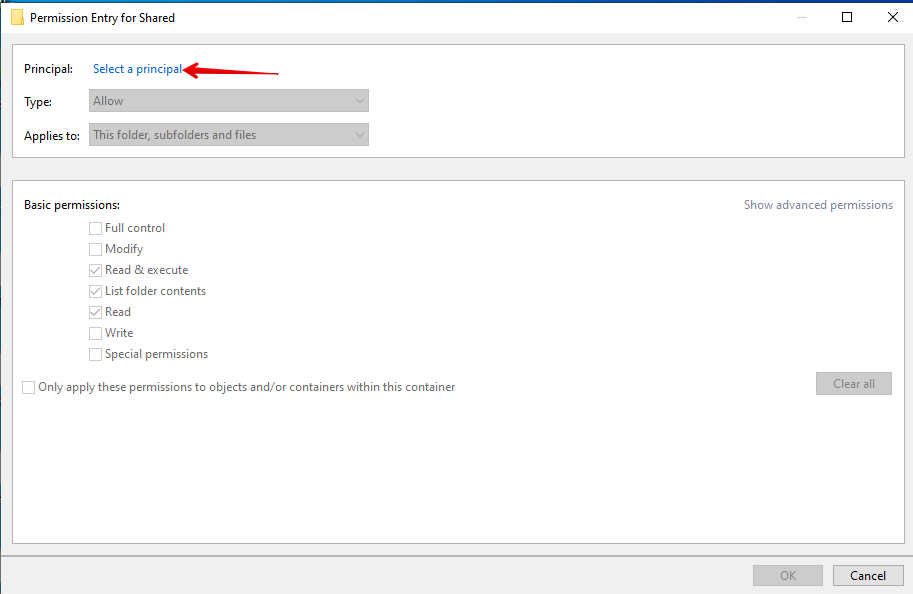 Permission Entry for Shared
Principal: Select a principal
Type: Allow
Applies to: This folder, subfolders and files
Basic permissions: Show advanced permissions
Full control
Modify
Read & execute
List folder contents
Read
Write
Special permissions
Only apply these permissions to objects and/or containers within this container Clear all
OK Cancel